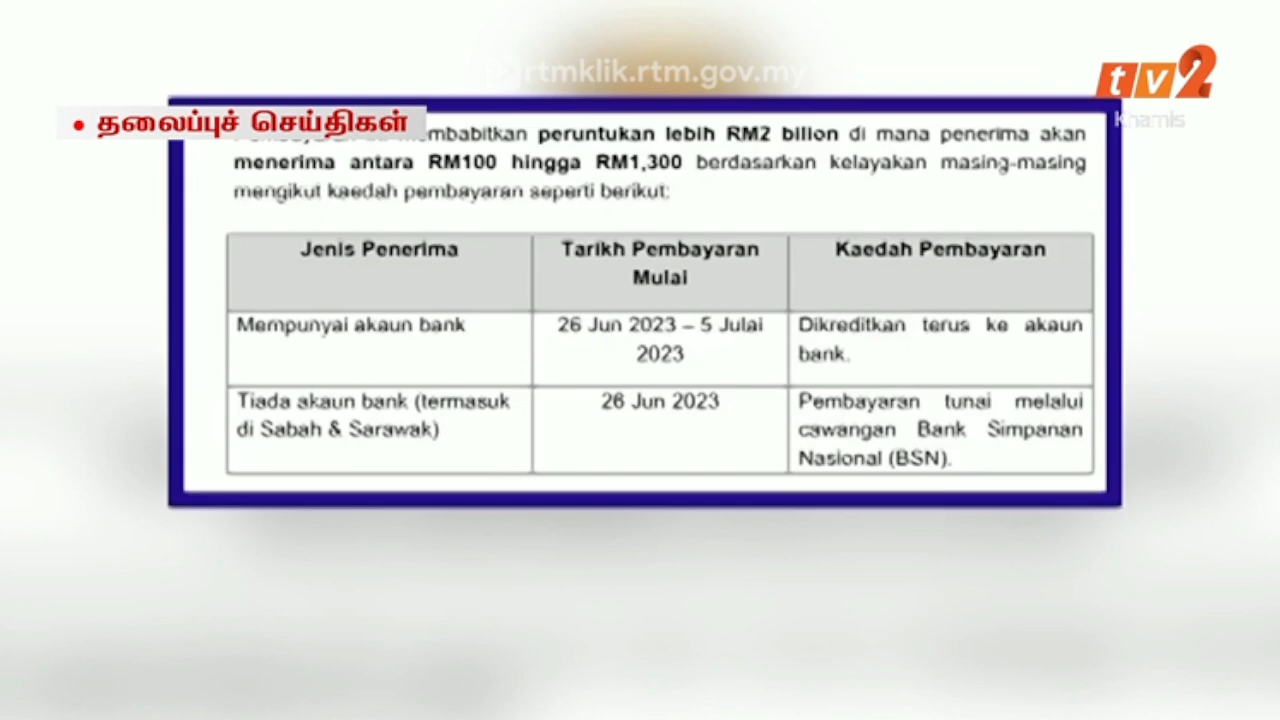 rtmklik.rtm.gov.my
tv2
Khamis
• தலைப்புச் செய்திகள்
peruntukan lebih RM2 bilion di mana penerima akan
menerima antara RM100 hingga RM1,300 berdasarkan kelayakan masing-masing
mengikut kaedah pembayaran seperti berikut:
Jenis Penerima
Tarikh Pembayaran
Mulai
Kaedah Pembayaran
Mempunyai akaun bank
26 Jun 2023 – 5 Julai
2023
Dikreditkan terus ke akaun
bank.
Tiada akaun bank (termasuk
di Sabah & Sarawak)
26 Jun 2023
Pembayaran tunai melalui
cawangan Bank Simpanan
Nasional (BSN).